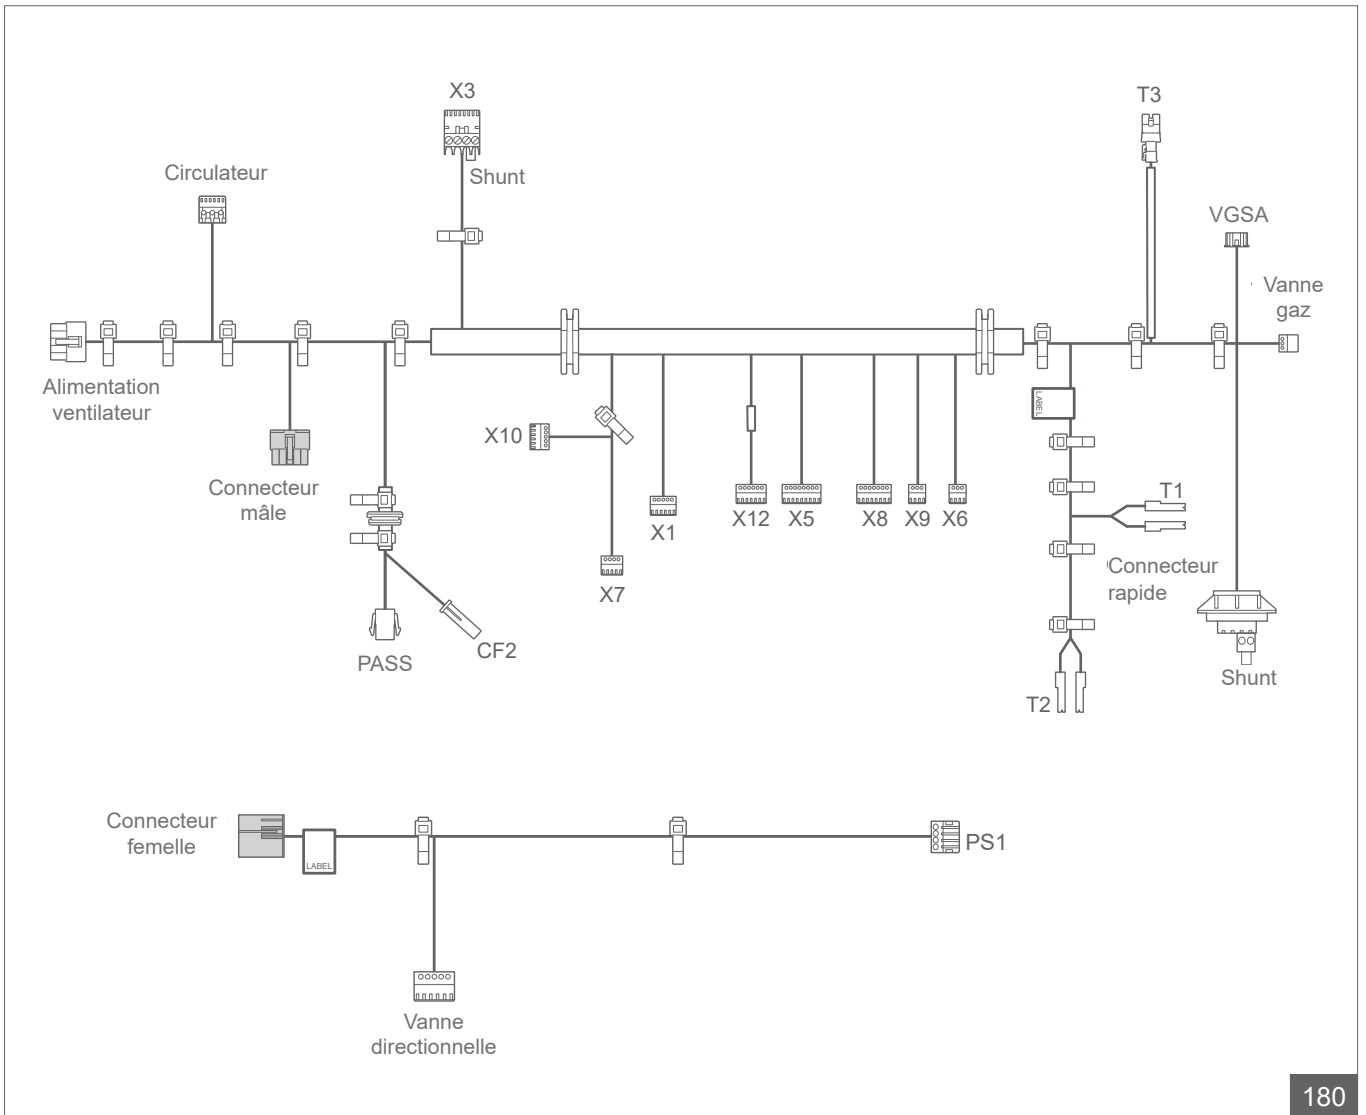 X3
T3
Circulateur
Shunt
VGSA
Vanne
gaz
Alimentation
ventilateur
LABEL
X10
Connecteur
mâle
T1
X1
X12
X5
X8
X9
X6
Connecteur
rapide
X7
CF2
PASS
Shunt
T2
Connecteur
femelle
PS1
LABEL
Vanne
directionnelle
180